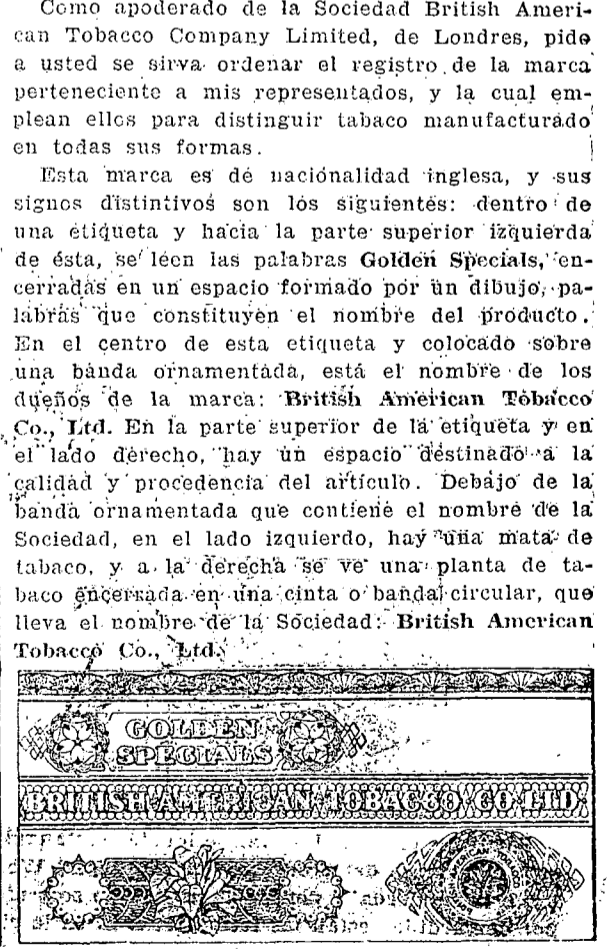 Como apoderado de la Sociedad British Ameri-
can Tobacco Company Limited, de Londres, pido
a usted se sirva ordenar el registro de la marca
perteneciente a mis representados, y la cual em-
plean ellos para distinguir tabaco manufacturado
en todas sus formas.
Esta marca es de nacionalidad inglesa, y sus
signos distintivos son los siguientes: dentro de
una etiqueta y hacia la parte superior izquierda
de ésta, se léen las palabras Golden Specials, en-
cerradas en un espacio formado por un dibujo, pa-
labras que constituyen el nombre del producto.
En el centro de esta etiqueta y colocado sobre
una banda ornamentada, está el nombre de los
dueños de la marca: British American Tobacco
Co., Ltd. En la parte superior de la etiqueta y en
el lado derecho, hay un espacio destinado a la
calidad y procedencia del artículo. Debajo de la
banda ornamentada que contiene el nombre de la
Sociedad, en el lado izquierdo, hay una mata de
tabaco, y a la derecha se ve una planta de ta-
baco encerrada en una cinta o banda circular, que
lleva el nombre de la Sociedad: British American
Tobacco Co., Ltd.
GOLDEN
SPECIALS
BRITISH AMERICAN TOBACCO CO LTD.